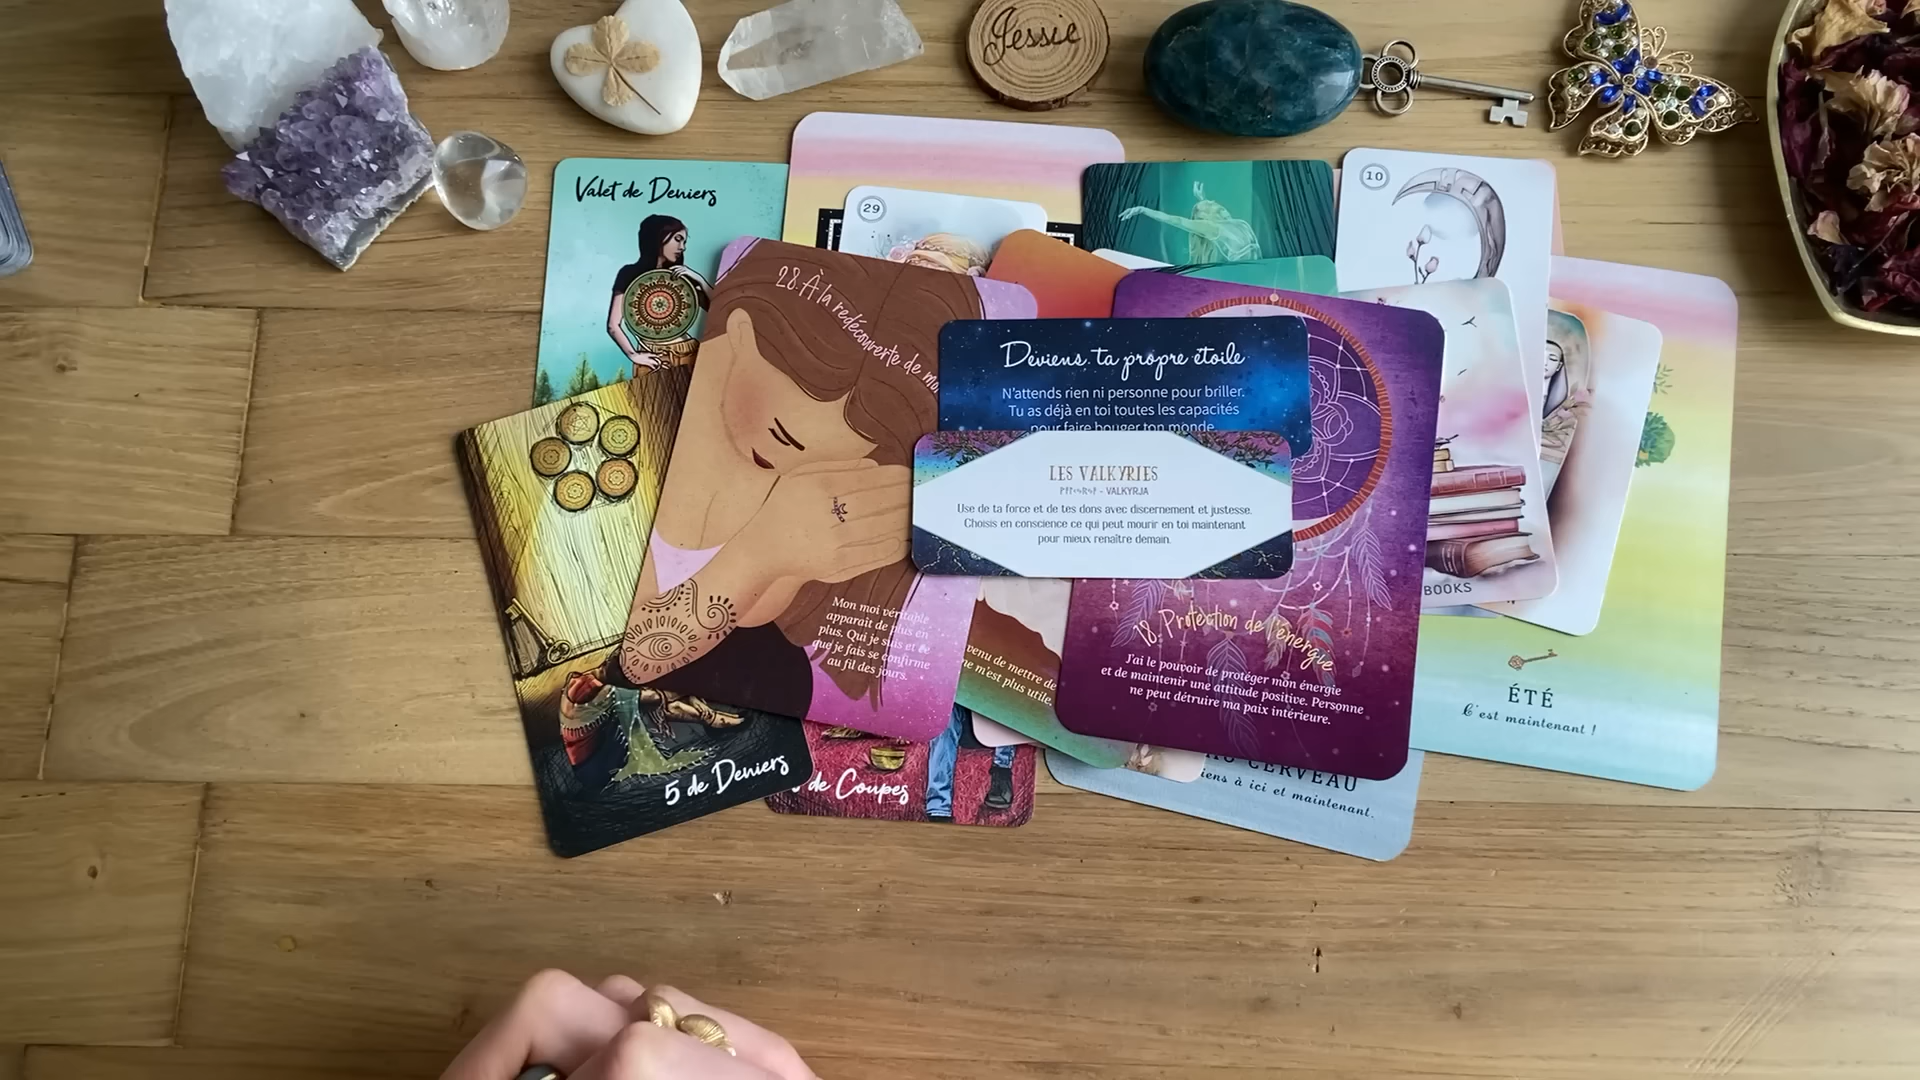 Jessie
Valet de Deniers
29
10
28. À la redécouverte de
Deviens ta propre étoile
N'attends rien ni personne pour briller.
Tu as déjà en toi toutes les capacités
pour faire bouger ton monde
LES VALKYRIES
- VALKYRJA
Use de ta force et de tes dons avec discernement et justesse.
Choisis en conscience ce qui peut mourir en toi maintenant
pour mieux renaître demain.
BOOKS
Mon moi véritable
apparait de plus en
plus. Qui je suis et ce
que je fais se confirme
au fil des jours.
venu de mettre de
ne m'est plus utile.
18. Protection de l'énergie
J'ai le pouvoir de protéger mon énergie
et de maintenir une attitude positive. Personne
ne peut détruire ma paix intérieure.
ÉTÉ
C'est maintenant !
5 de Deniers
de Coupes
CERVEAU
iens à ici et maintenant.